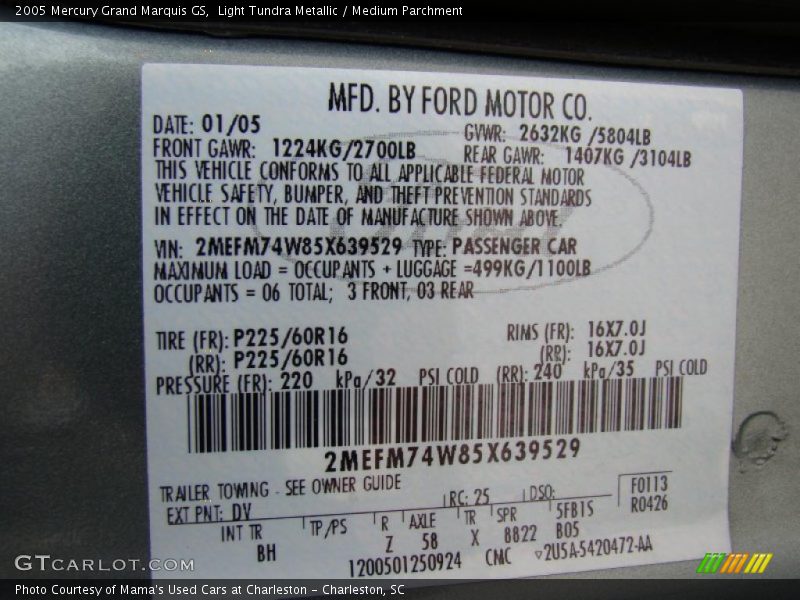 2005 Mercury Grand Marquis GS,  Light Tundra Metallic / Medium Parchment
MFD. BY FORD MOTOR CO.
DATE: 01/05 GVWR: 2632KG /5804LB
FRONT GAWR: 1224KG/2700LB REAR GAWR: 1407KG /3104LB
THIS VEHICLE CONFORMS TO ALL APPLICABLE FEDERAL MOTOR
VEHICLE SAFETY, BUMPER, AND THEFT PREVENTION STANDARDS
IN EFFECT ON THE DATE OF MANUFACTURE SHOWN ABOVE.
VIN: 2MEFM74W85X639529 TYPE: PASSENGER CAR
MAXIMUM LOAD = OCCUPANTS + LUGGAGE =499KG/1100LB
OCCUPANTS = 06 TOTAL; 3 FRONT, 03 REAR
TIRE (FR): P225/60R16 RIMS (FR): 16X7.0J
(RR): P225/60R16 (RR): 16X7.0J
PRESSURE (FR): 220 kPa/32 PSI COLD (RR): 240 kPa/35 PSI COLD
2MEFM74W85X639529
TRAILER TOWING - SEE OWNER GUIDE
EXT PNT: DV RC: 25 DSO: F0113
R0426
INT TR TP/PS R AXLE TR SPR 5FB15
BH Z 58 X BB22 B05
1200501250924 CMC ▽2U5A-5420472-AA
GTCARLOT.COM
Photo Courtesy of Mama's Used Cars at Charleston - Charleston, SC